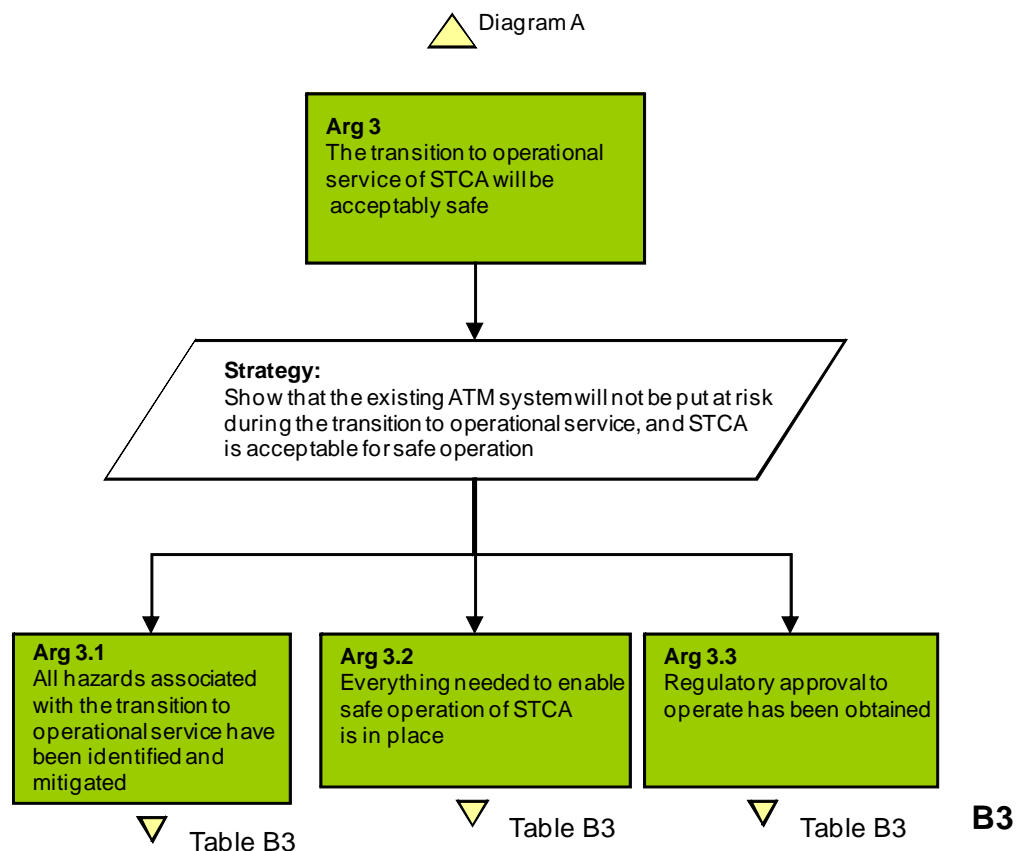 Diagram A
Arg 3
The transition to operational
service of STCA will be
acceptably safe
Strategy:
Show that the existing ATM system will not be put at risk
during the transition to operational service, and STCA
is acceptable for safe operation
Arg 3.1
All hazards associated
with the transition to
operational service have
been identified and
mitigated
Arg 3.2
Everything needed to enable
safe operation of STCA
is in place
Arg 3.3
Regulatory approval to
operate has been obtained
Table B3
Table B3
Table B3
B3